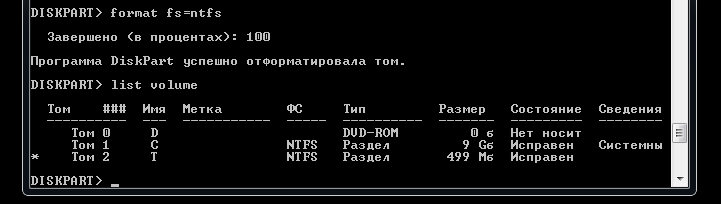 DISKPART> format fs=ntfs
Завершено (в процентах): 100
Программа DiskPart успешно отформатировала том.
DISKPART> list volume
Том ### Имя Метка ФС Тип Размер Состояние Сведения
Том 0 D DVD-ROM 0 б Нет носит
Том 1 C NTFS Раздел 9 Gб Исправен Системны
* Том 2 T NTFS Раздел 499 Мб Исправен
DISKPART> _